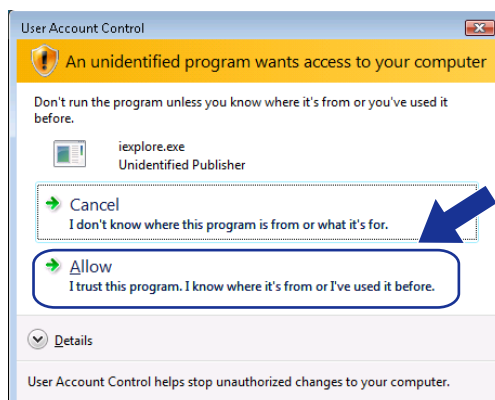 User Account Control
An unidentified program wants access to your computer
Don't run the program unless you know where it's from or you've used it
before.
iexplore.exe
Unidentified Publisher
Cancel
I don't know where this program is from or what it's for.
Allow
I trust this program. I know where it's from or I've used it before.
Details
User Account Control helps stop unauthorized changes to your computer.